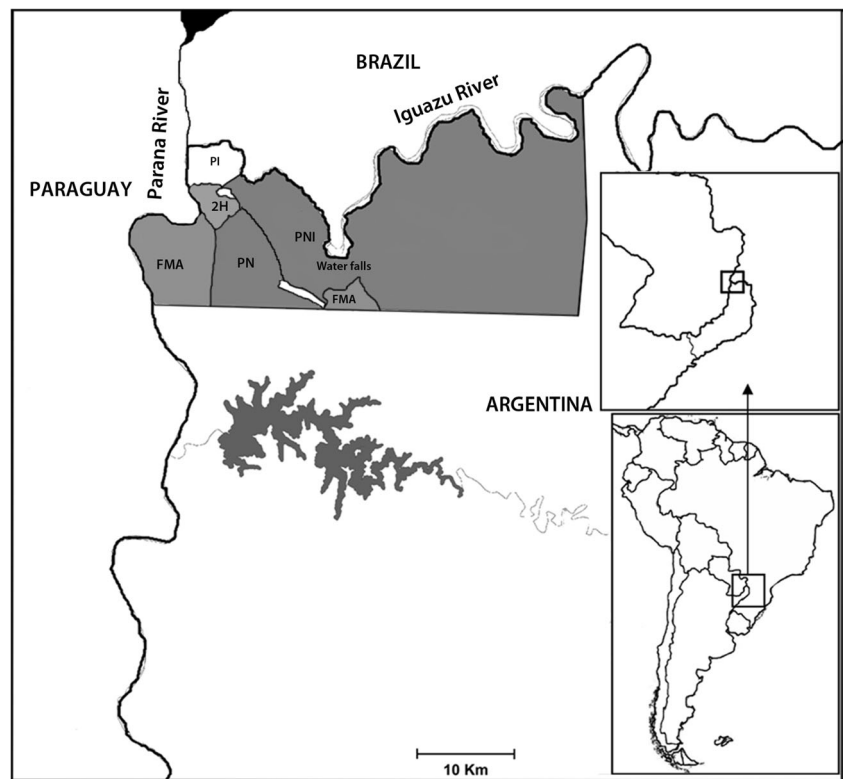 BRAZIL
Iguazu River
Parana River
PARAGUAY
PI
2H
PNI
FMA
PN
Water falls
FMA
ARGENTINA
10 Km